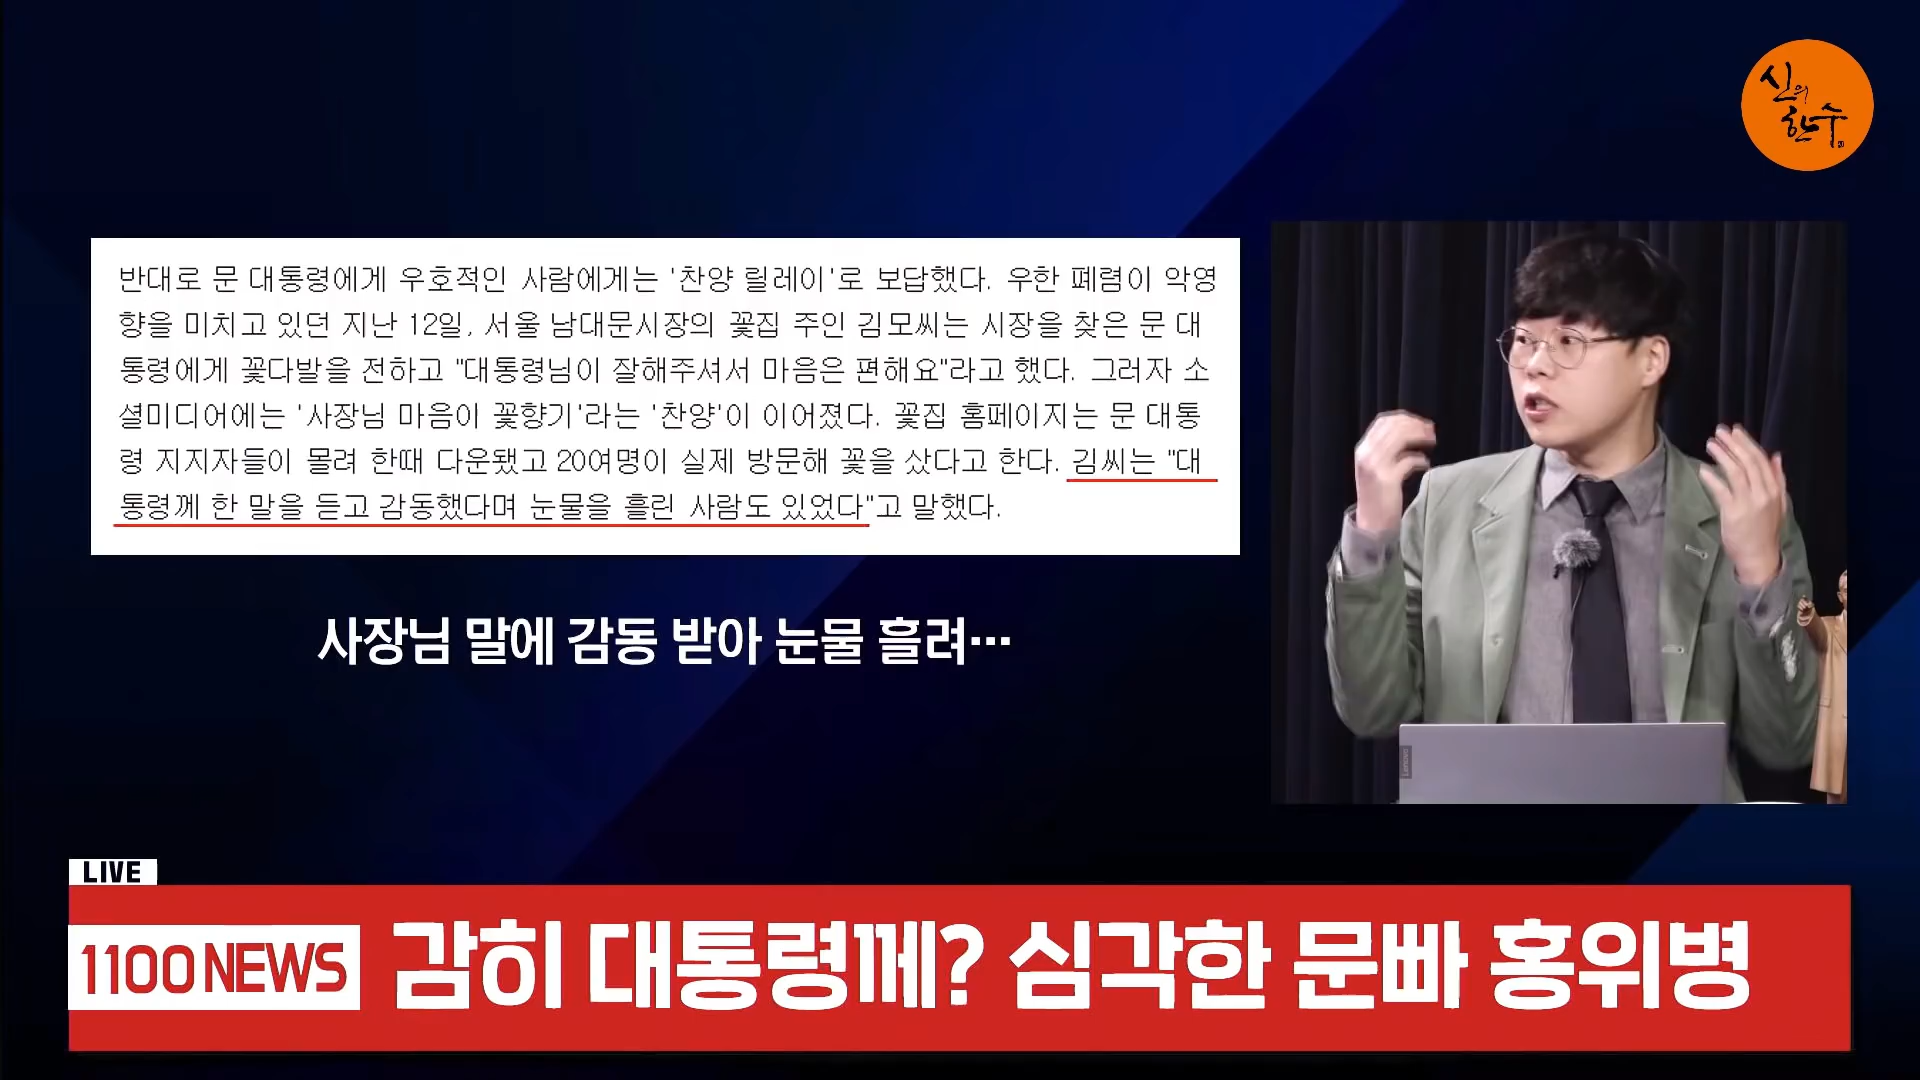 신의
한수
반대로 문 대통령에게 우호적인 사람에게는 '찬양 릴레이'로 보답했다. 우한 폐렴이 악영
향을 미치고 있던 지난 12일, 서울 남대문시장의 꽃집 주인 김모씨는 시장을 찾은 문 대
통령에게 꽃다발을 전하고 "대통령님이 잘해주셔서 마음은 편해요"라고 했다. 그러자 소
셜미디어에는 '사장님 마음이 꽃향기'라는 '찬양'이 이어졌다. 꽃집 홈페이지는 문 대통
령 지지자들이 몰려 한때 다운됐고 20여명이 실제 방문해 꽃을 샀다고 한다. 김씨는 "대
통령께 한 말을 듣고 감동했다며 눈물을 흘린 사람도 있었다"고 말했다.
사장님 말에 감동 받아 눈물 흘려…
Lenovo
LIVE
1100 NEWS
감히 대통령께? 심각한 문빠 홍위병